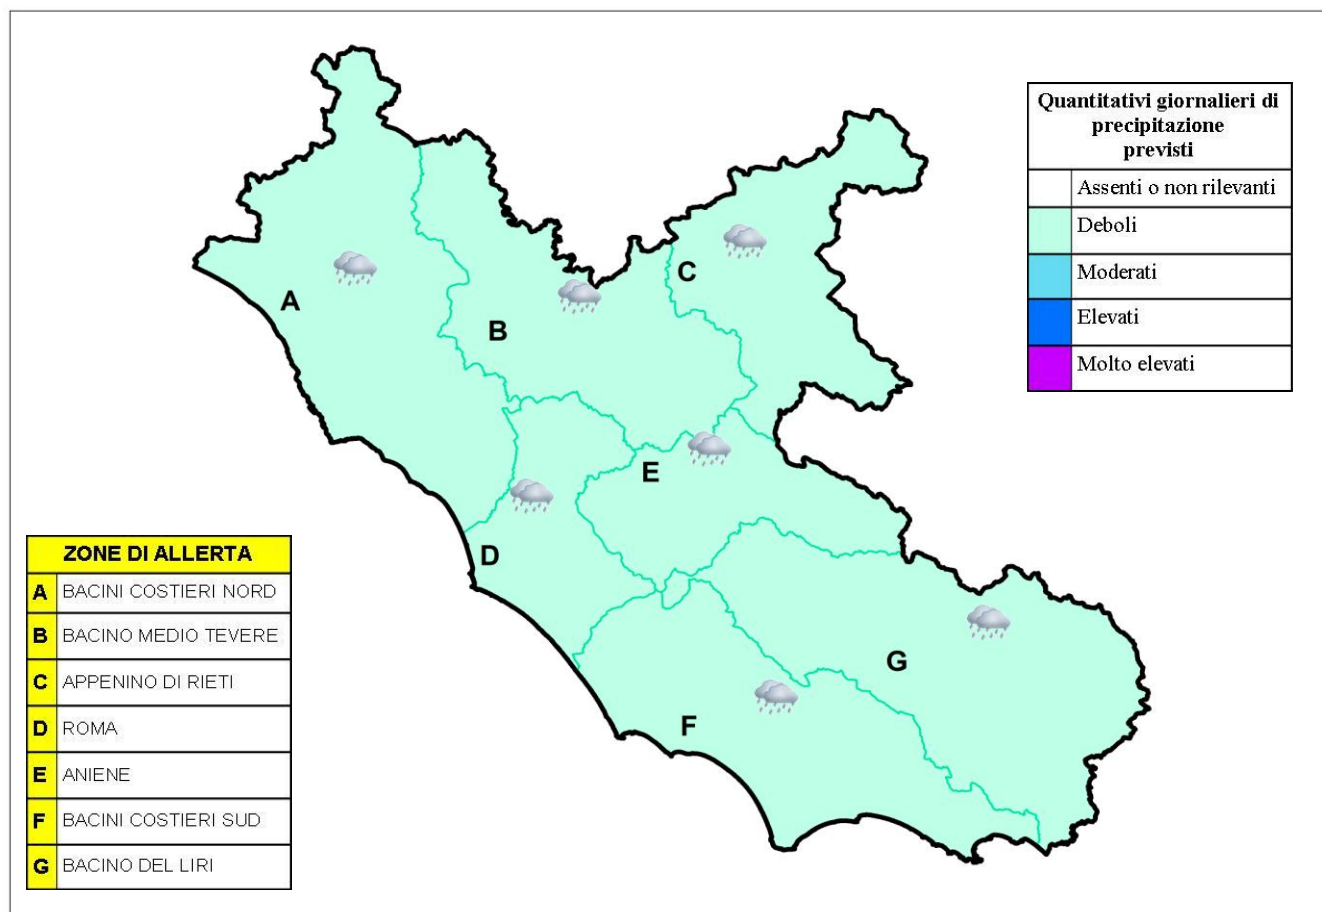 Quantitativi giornalieri di
precipitazione
previsti
Assenti o non rilevanti
Deboli
Moderati
Elevati
Molto elevati
C
A
B
E
D
G
F
ZONE DI ALLERTA
A BACINI COSTIERI NORD
B BACINO MEDIO TEVERE
C APPENINO DI RIETI
D ROMA
E ANIENE
F BACINI COSTIERI SUD
G BACINO DEL LIRI